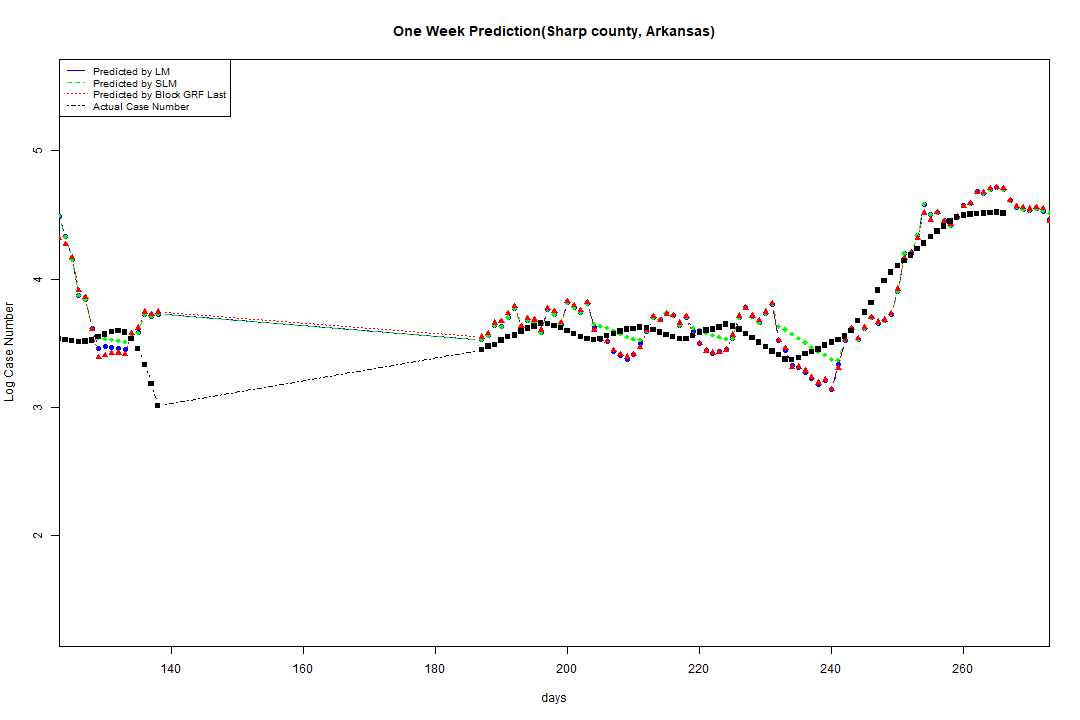 One Week Prediction(Sharp county, Arkansas)
Predicted by LM
Predicted by SLM
Predicted by Block GRF Last
Actual Case Number
5
4
3
2
Log Case Number
140 160 180 200 220 240 260
days